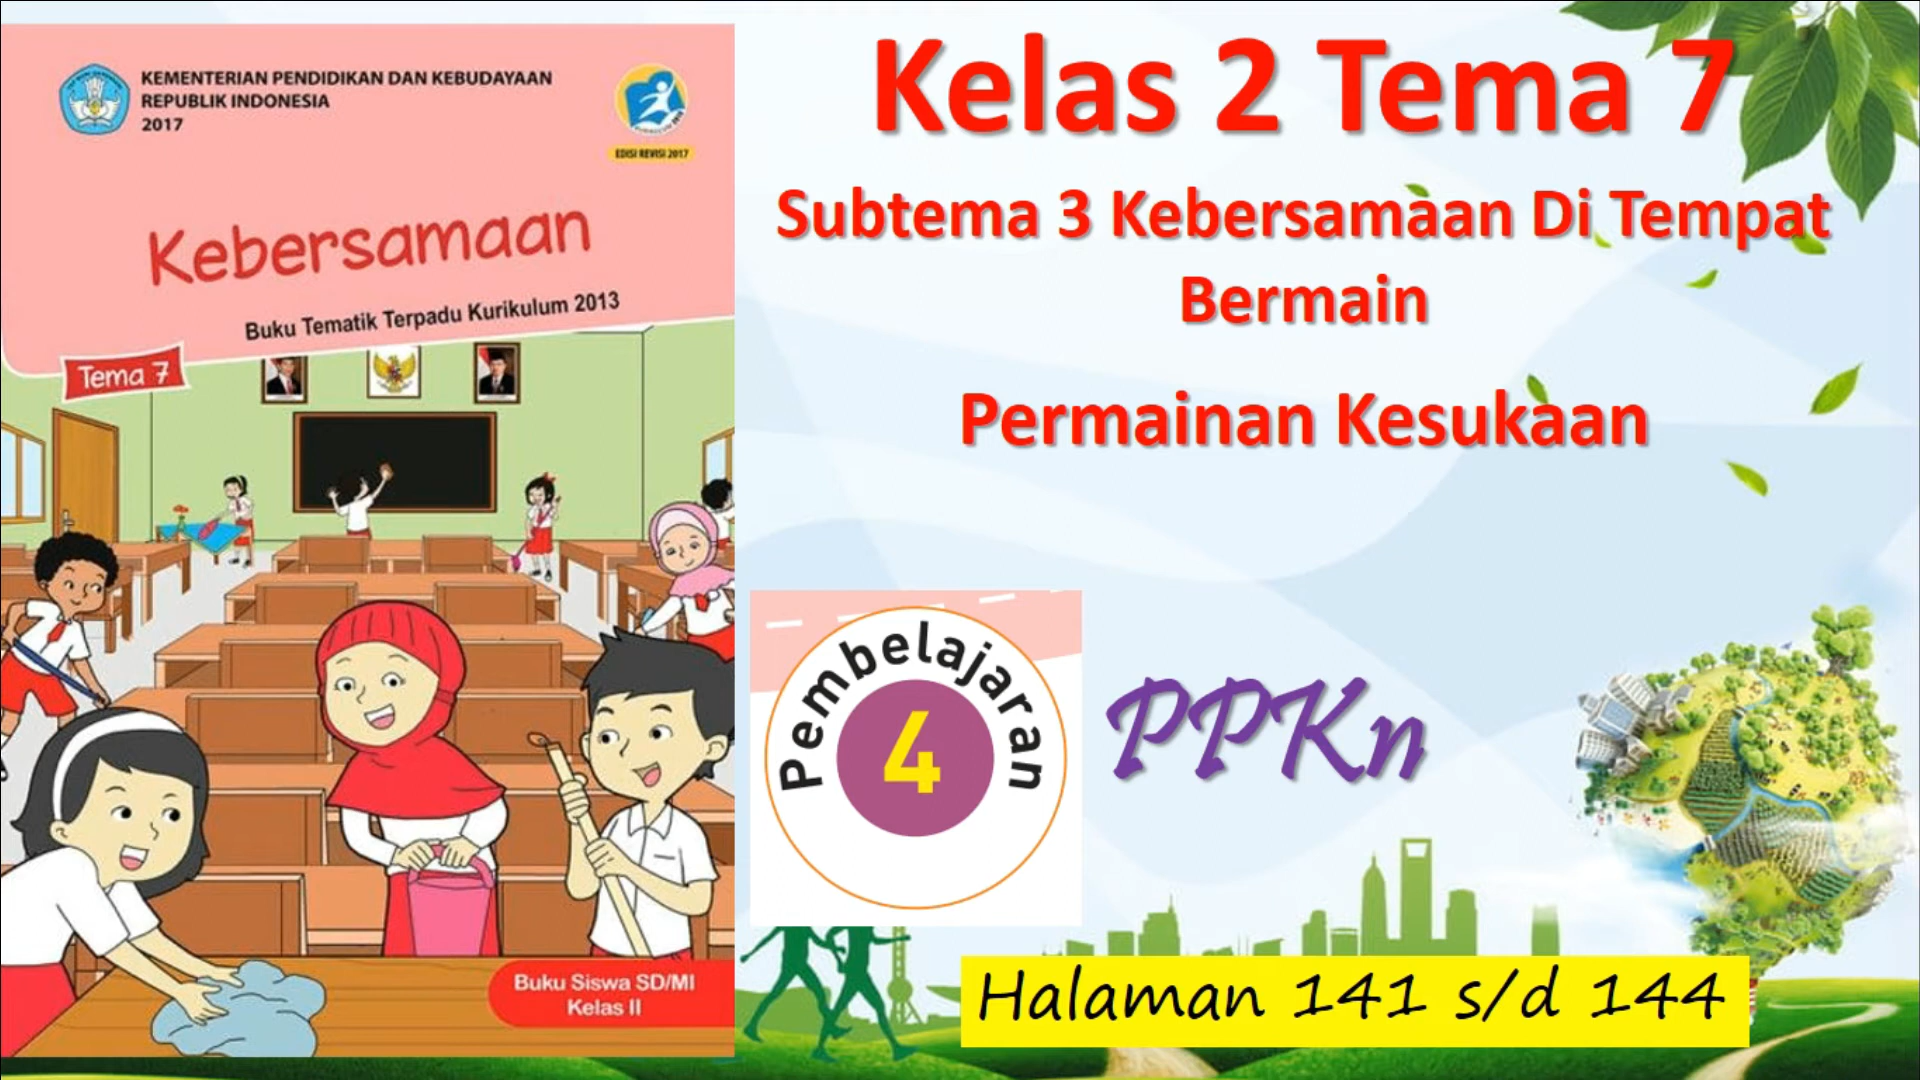 KEMENTERIAN PENDIDIKAN DAN KEBUDAYAAN
REPUBLIK INDONESIA
2017
EDISI REVISI 2017
Kebersamaan
Buku Tematik Terpadu Kurikulum 2013
Tema 7
Buku Siswa SD/MI
Kelas II
Kelas 2 Tema 7
Subtema 3 Kebersamaan Di Tempat
Bermain
Permainan Kesukaan
Pembelajaran
4
PPKn
Halaman 141 s/d 144